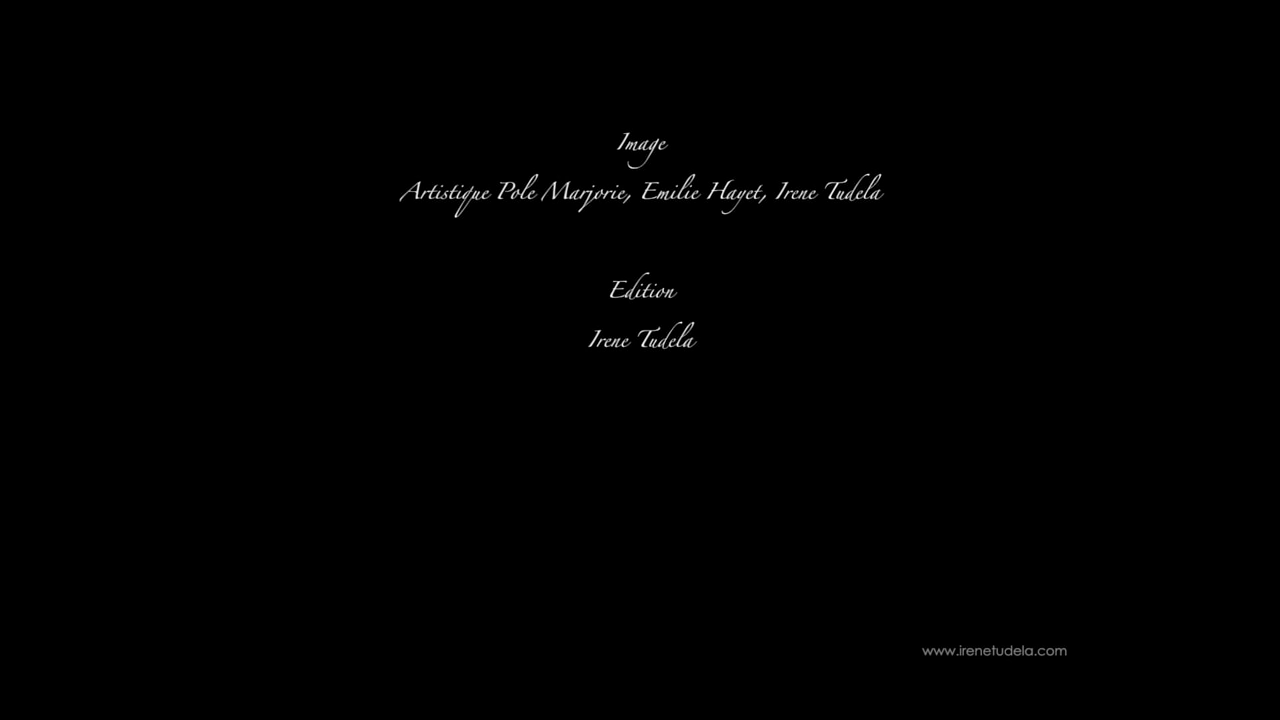 Image
Artistique Pole Marjorie, Emilie Hayet, Irene Tudela
Edition
Irene Tudela
www.irenetudela.com